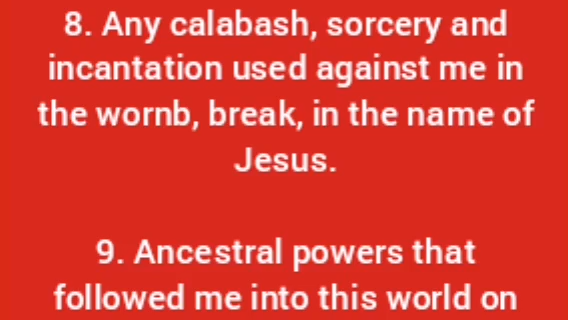 8. Any calabash, sorcery and
incantation used against me in
the wornb, break, in the name of
Jesus.
9. Ancestral powers that
followed me into this world on